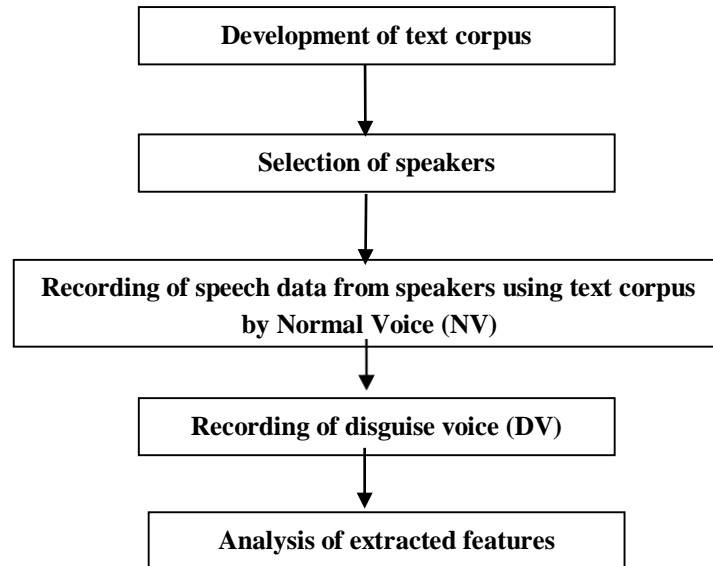 Development of text corpus
Selection of speakers
Recording of speech data from speakers using text corpus
by Normal Voice (NV)
Recording of disguise voice (DV)
Analysis of extracted features